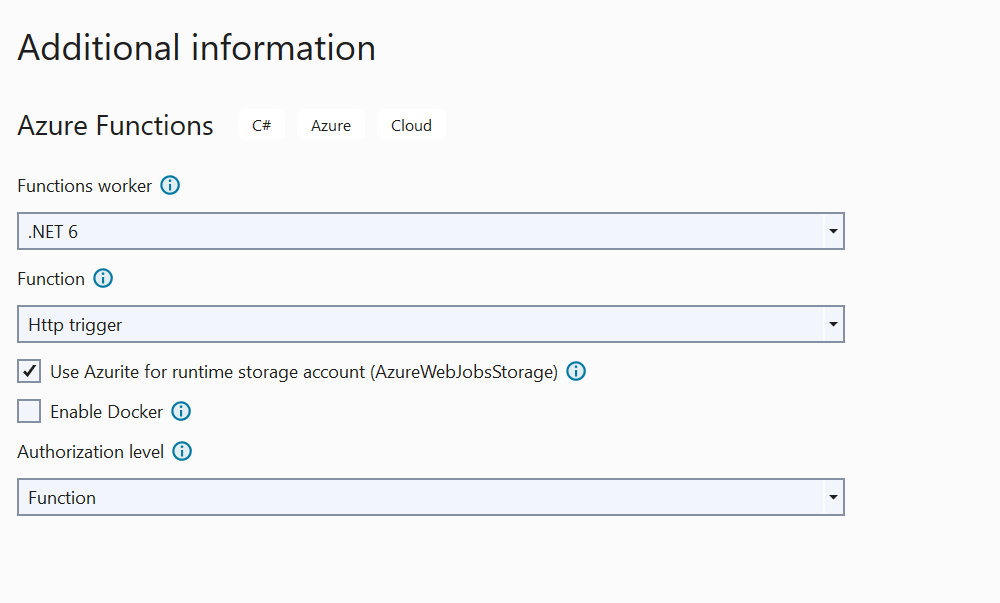 Additional information
Azure Functions C# Azure Cloud
Functions worker
.NET 6
Function
Http trigger
Use Azurite for runtime storage account (AzureWebJobsStorage)
Enable Docker
Authorization level
Function